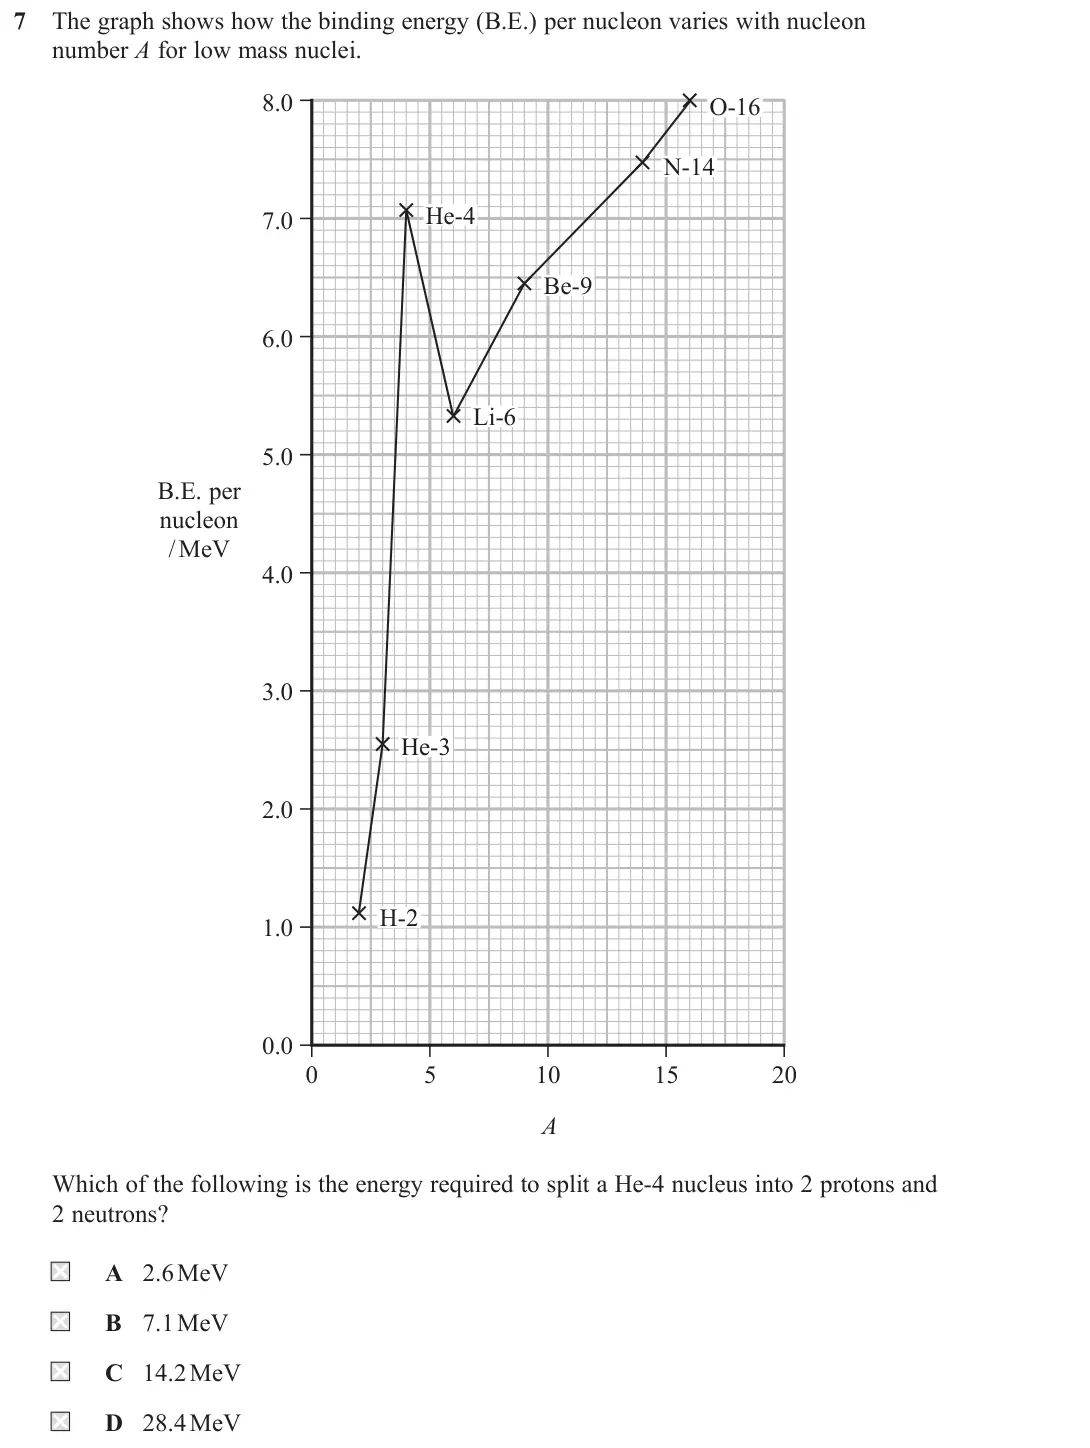 7 The graph shows how the binding energy (B.E.) per nucleon varies with nucleon
number A for low mass nuclei.
8.0
O-16
N-14
7.0
He-4
Be-9
6.0
Li-6
5.0
B.E. per
nucleon
/MeV
4.0
3.0
He-3
2.0
H-2
1.0
0.0
0 5 10 15 20
A
Which of the following is the energy required to split a He-4 nucleus into 2 protons and
2 neutrons?
A 2.6 MeV
B 7.1 MeV
C 14.2 MeV
D 28.4 MeV